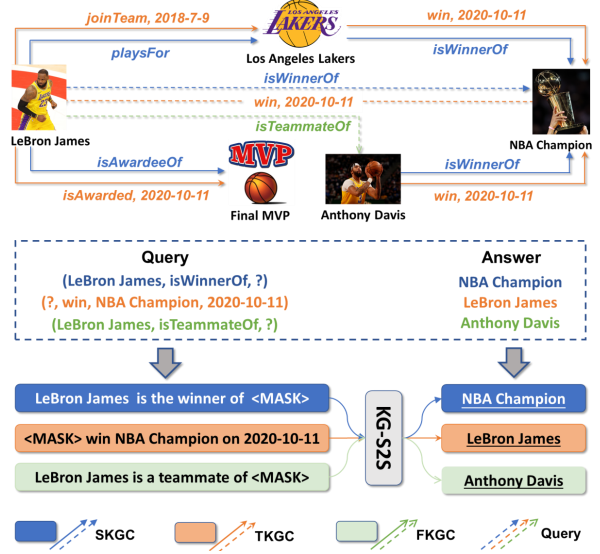 joinTeam, 2018-7-9
LOS ANGELES
LAKERS
win, 2020-10-11
playsFor
Los Angeles Lakers
isWinnerOf
isWinnerOf
win, 2020-10-11
isTeammateOf
LeBron James
NBA Champion
isAwardeeOf
MVP
isWinnerOf
isAwarded, 2020-10-11
Final MVP
Anthony Davis
win, 2020-10-11
Query
Answer
(LeBron James, isWinnerOf, ?)
NBA Champion
(?, win, NBA Champion, 2020-10-11)
LeBron James
(LeBron James, isTeammateOf, ?)
Anthony Davis
LeBron James is the winner of <MASK>
NBA Champion
<MASK> win NBA Champion on 2020-10-11
KG-S2S
LeBron James
LeBron James is a teammate of <MASK>
Anthony Davis
SKGC
TKGC
FKGC
Query